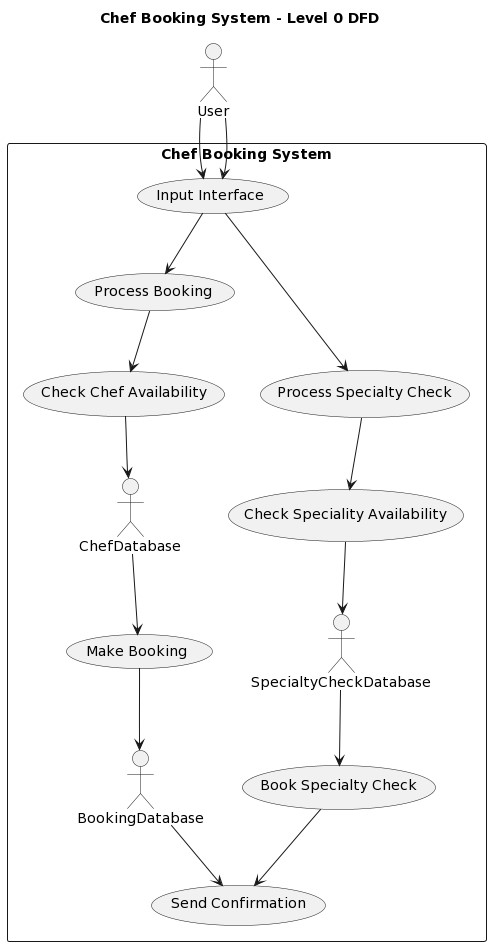 Chef Booking System - Level 0 DFD
User
Chef Booking System
Input Interface
Process Booking
Check Chef Availability
Process Specialty Check
ChefDatabase
Check Speciality Availability
Make Booking
SpecialtyCheckDatabase
BookingDatabase
Book Specialty Check
Send Confirmation